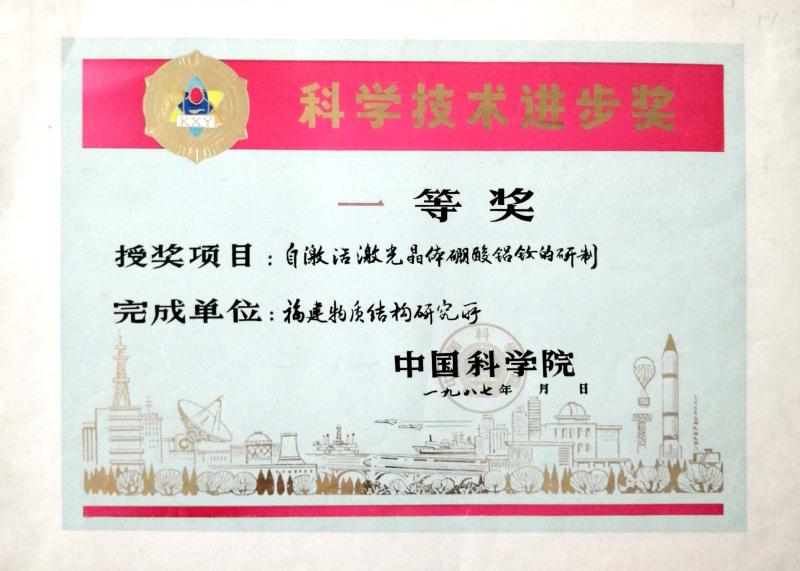 KXY
科学技术进步奖
一等奖
授奖项目：自激活激光晶体硼酸铝钕的研制
完成单位：福建物质结构研究所
中国科学院
一九八七年 月 日